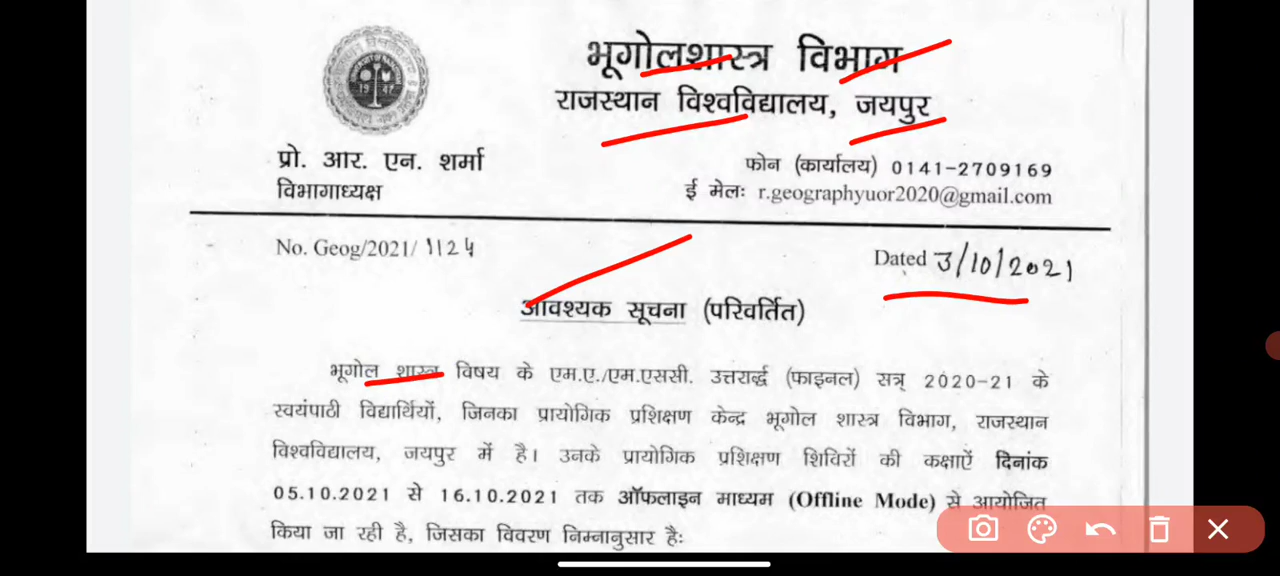 भूगोलशास्त्र विभाग
राजस्थान विश्वविद्यालय, जयपुर
प्रो. आर. एन. शर्मा
विभागाध्यक्ष
फोन (कार्यालय) 0141-2709169
ई मेलः r.geographyuor2020@gmail.com
No. Geog/2021/ 1124
Dated 3/10/2021
आवश्यक सूचना (परिवर्तित)
भूगोल शास्त्र विषय के एम.ए./एम.एससी. उत्तरार्द्ध (फाइनल) सत्र् 2020-21 के
स्वयंपाठी विद्यार्थियों, जिनका प्रायोगिक प्रशिक्षण केन्द्र भूगोल शास्त्र विभाग, राजस्थान
विश्वविद्यालय, जयपुर में है। उनके प्रायोगिक प्रशिक्षण शिविरों की कक्षाऐं दिनांक
05.10.2021 से 16.10.2021 तक ऑफलाइन माध्यम (Offline Mode) से आयोजित
किया जा रही है, जिसका विवरण निम्नानुसार हैः